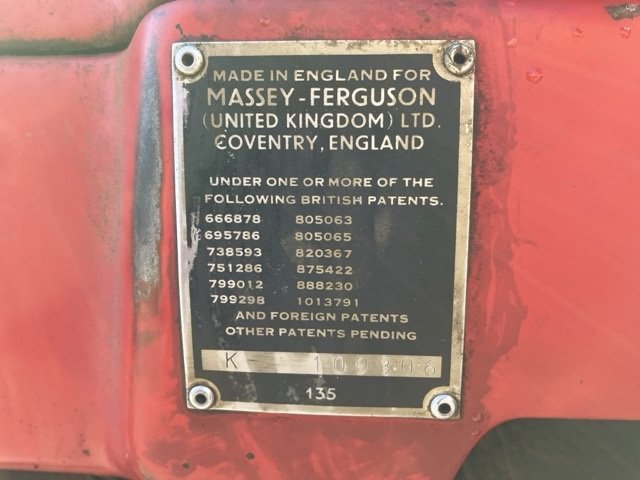 MADE IN ENGLAND FOR
MASSEY-FERGUSON
(UNITED KINGDOM) LTD.
COVENTRY, ENGLAND
UNDER ONE OR MORE OF THE
FOLLOWING BRITISH PATENTS.
666878 805063
695786 805065
738593 820367
751286 875422
799012 888230
799298 1013791
AND FOREIGN PATENTS
OTHER PATENTS PENDING
K 109306
135